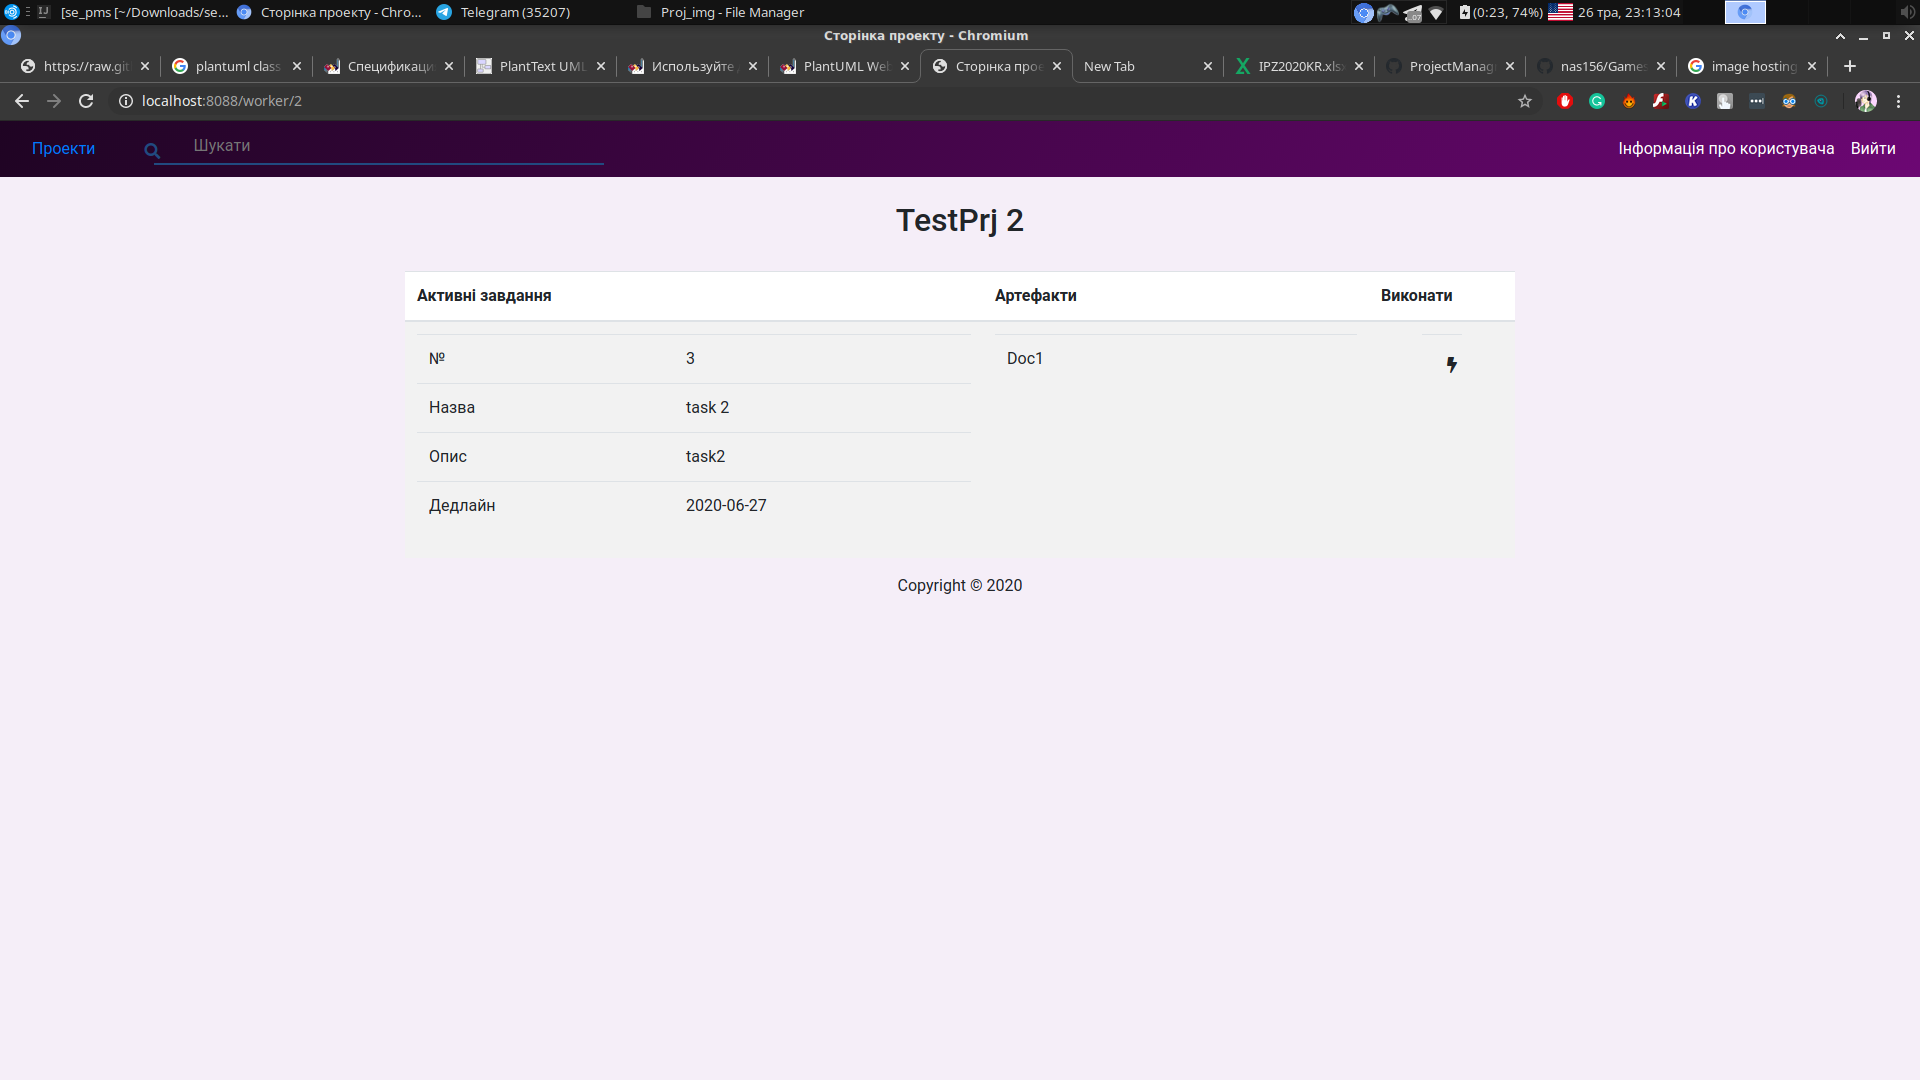 [se_pms [~/Downloads/se... Сторінка проекту - Chro... Telegram (35207) Proj_img - File Manager (0:23, 74%) 26 тра, 23:13:04
Сторінка проекту - Chromium
https://raw.git plantuml class Спецификаци PlantText UML Используйте PlantUML Web Сторінка прое New Tab IPZ2020KR.xlsx ProjectManag nas156/Games image hosting
localhost:8088/worker/2
Проекти Шукати Інформація про користувача Вийти
TestPrj 2
Активні завдання Артефакти Виконати
№ 3 Doc1
Назва task 2
Опис task2
Дедлайн 2020-06-27
Copyright © 2020